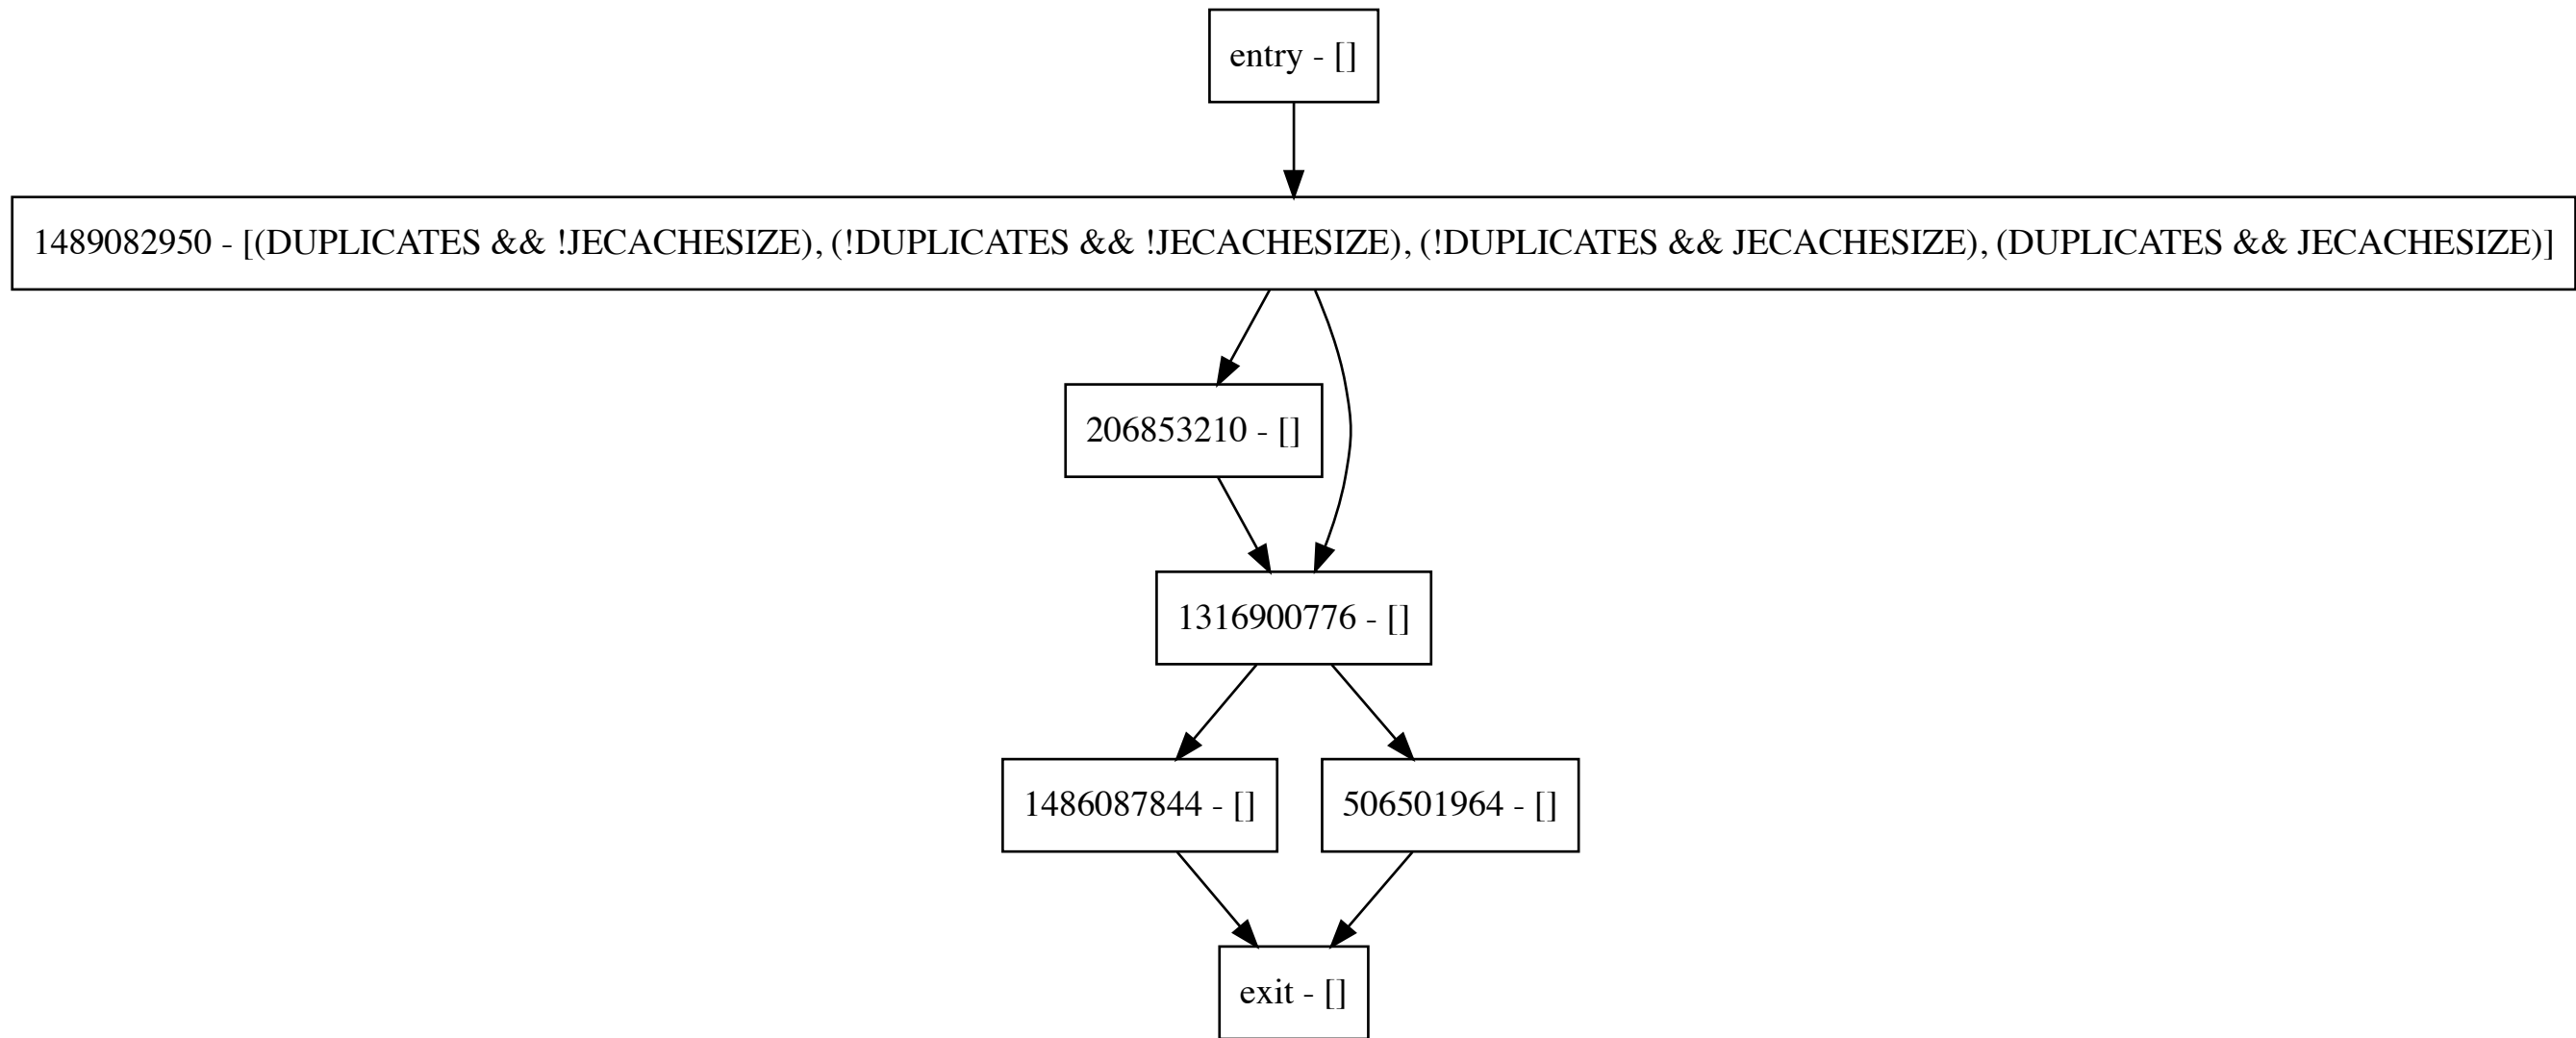 entry - []
1489082950 - [(DUPLICATES && !JECACHESIZE), (!DUPLICATES && !JECACHESIZE), (!DUPLICATES && JECACHESIZE), (DUPLICATES && JECACHESIZE)]
206853210 - []
1316900776 - []
1486087844 - []
506501964 - []
exit - []